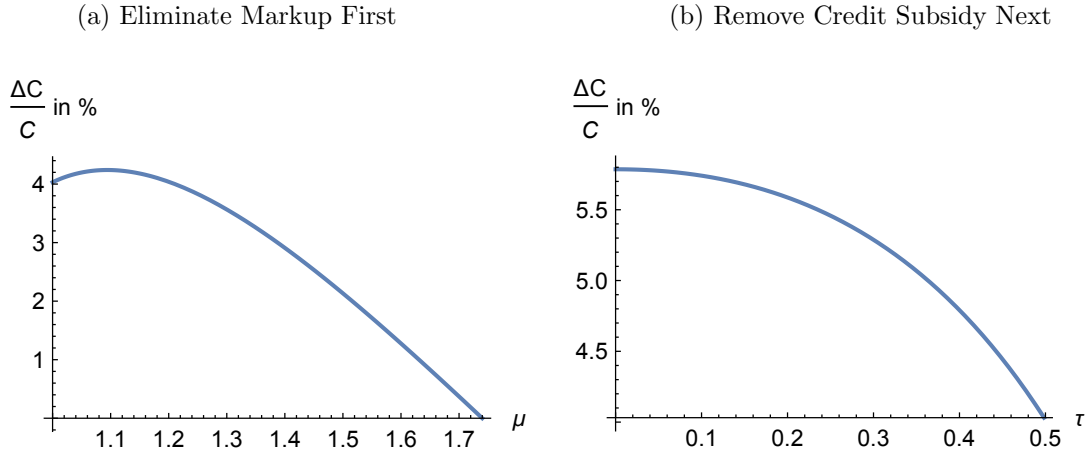 (a) Eliminate Markup First
ΔC
C
in %
4
3
2
1
1.1 1.2 1.3 1.4 1.5 1.6 1.7
μ
(b) Remove Credit Subsidy Next
ΔC
C
in %
5.5
5.0
4.5
0.1 0.2 0.3 0.4 0.5
τ